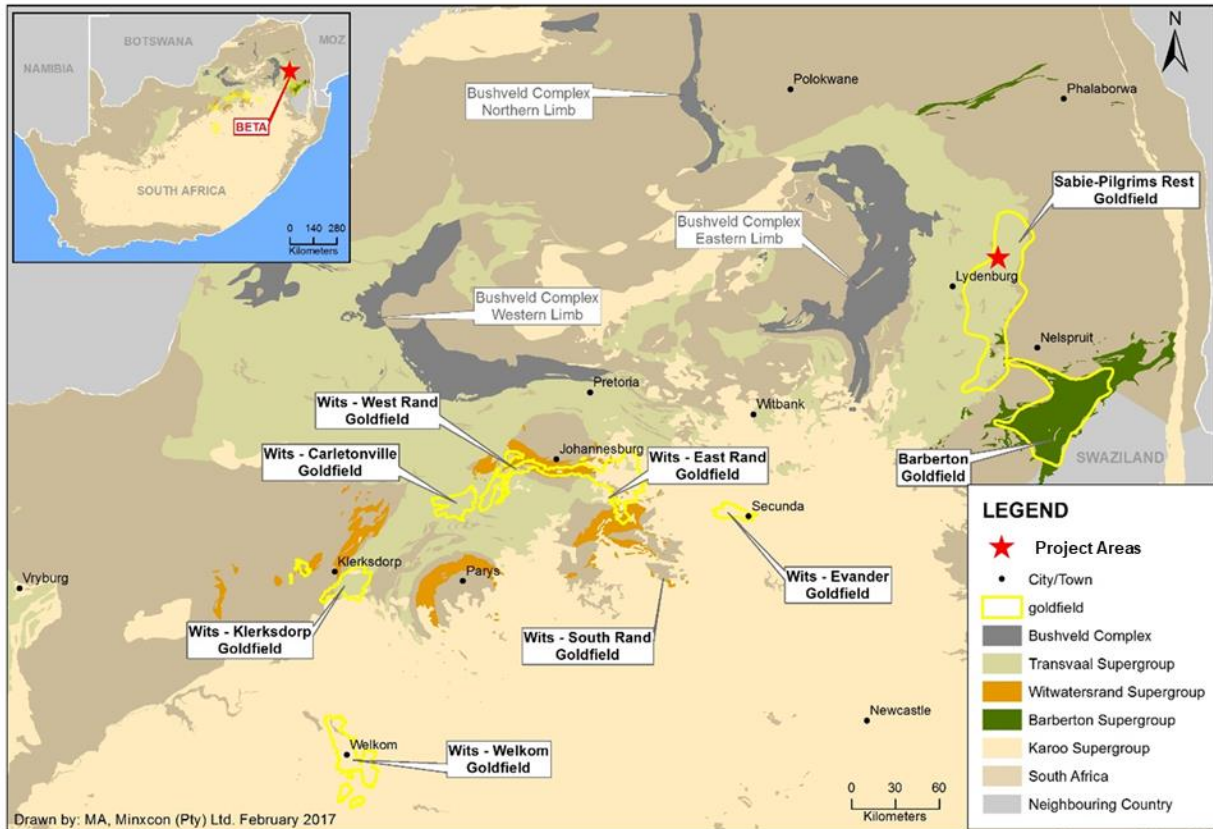 BOTSWANA
MOZ
NAMIBIA
BETA
SOUTH AFRICA
0 140 280
Kilometers
N
Polokwane
Phalaborwa
Bushveld Complex
Northern Limb
Sabie-Pilgrims Rest
Goldfield
Bushveld Complex
Eastern Limb
Lydenburg
Bushveld Complex
Western Limb
Nelspruit
Pretoria
Witbank
Wits - West Rand
Goldfield
Johannesburg
Wits - Carletonville
Goldfield
Wits - East Rand
Goldfield
Barberton
Goldfield
SWAZILAND
Secunda
Klerksdorp
Parys
Vryburg
Wits - Evander
Goldfield
Wits - Klerksdorp
Goldfield
Wits - South Rand
Goldfield
Newcastle
Welkom
Wits - Welkom
Goldfield
0 30 60
Kilometers
LEGEND
Project Areas
City/Town
goldfield
Bushveld Complex
Transvaal Supergroup
Witwatersrand Supergroup
Barberton Supergroup
Karoo Supergroup
South Africa
Neighbouring Country
Drawn by: MA, Minxcon (Pty) Ltd. February 2017